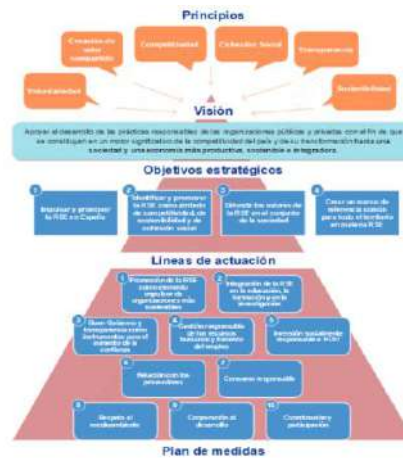 Principios
Creación de
valor
compartido
Competitividad
Cohesión Social
Transparencia
Voluntariedad
Sostenibilidad
Visión
Apoyar el desarrollo de las prácticas responsables de las organizaciones públicas y privadas con el fin de que
se constituyan en un motor significativo de la competitividad del país y de su transformación hacia una
sociedad y una economía más productiva, sostenible e integradora.
Objetivos estratégicos
1
Impulsar y promover
la RSE en España
2
Identificar y promover
la RSE como atributo
de competitividad, de
sostenibilidad y de
cohesión social
3
Difundir los valores de
la RSE en el conjunto
de la sociedad
4
Crear un marco de
referencia común
para todo el territorio
en materia RSE
Líneas de actuación
1
Promoción de la RSE
como elemento
impulsor de
organizaciones más
sostenibles
2
Integración de la RSE
en la educación, la
formación y en la
investigación
3
Buen Gobierno y
transparencia como
instrumentos para el
aumento de la
confianza
4
Gestión responsable
de los recursos
humanos y fomento
del empleo
5
Inversión socialmente
responsable e I+D+i
6
Relación con los
proveedores
7
Consumo responsable
8
Respeto al
medioambiente
9
Cooperación al
desarrollo
10
Coordinación y
participación
Plan de medidas